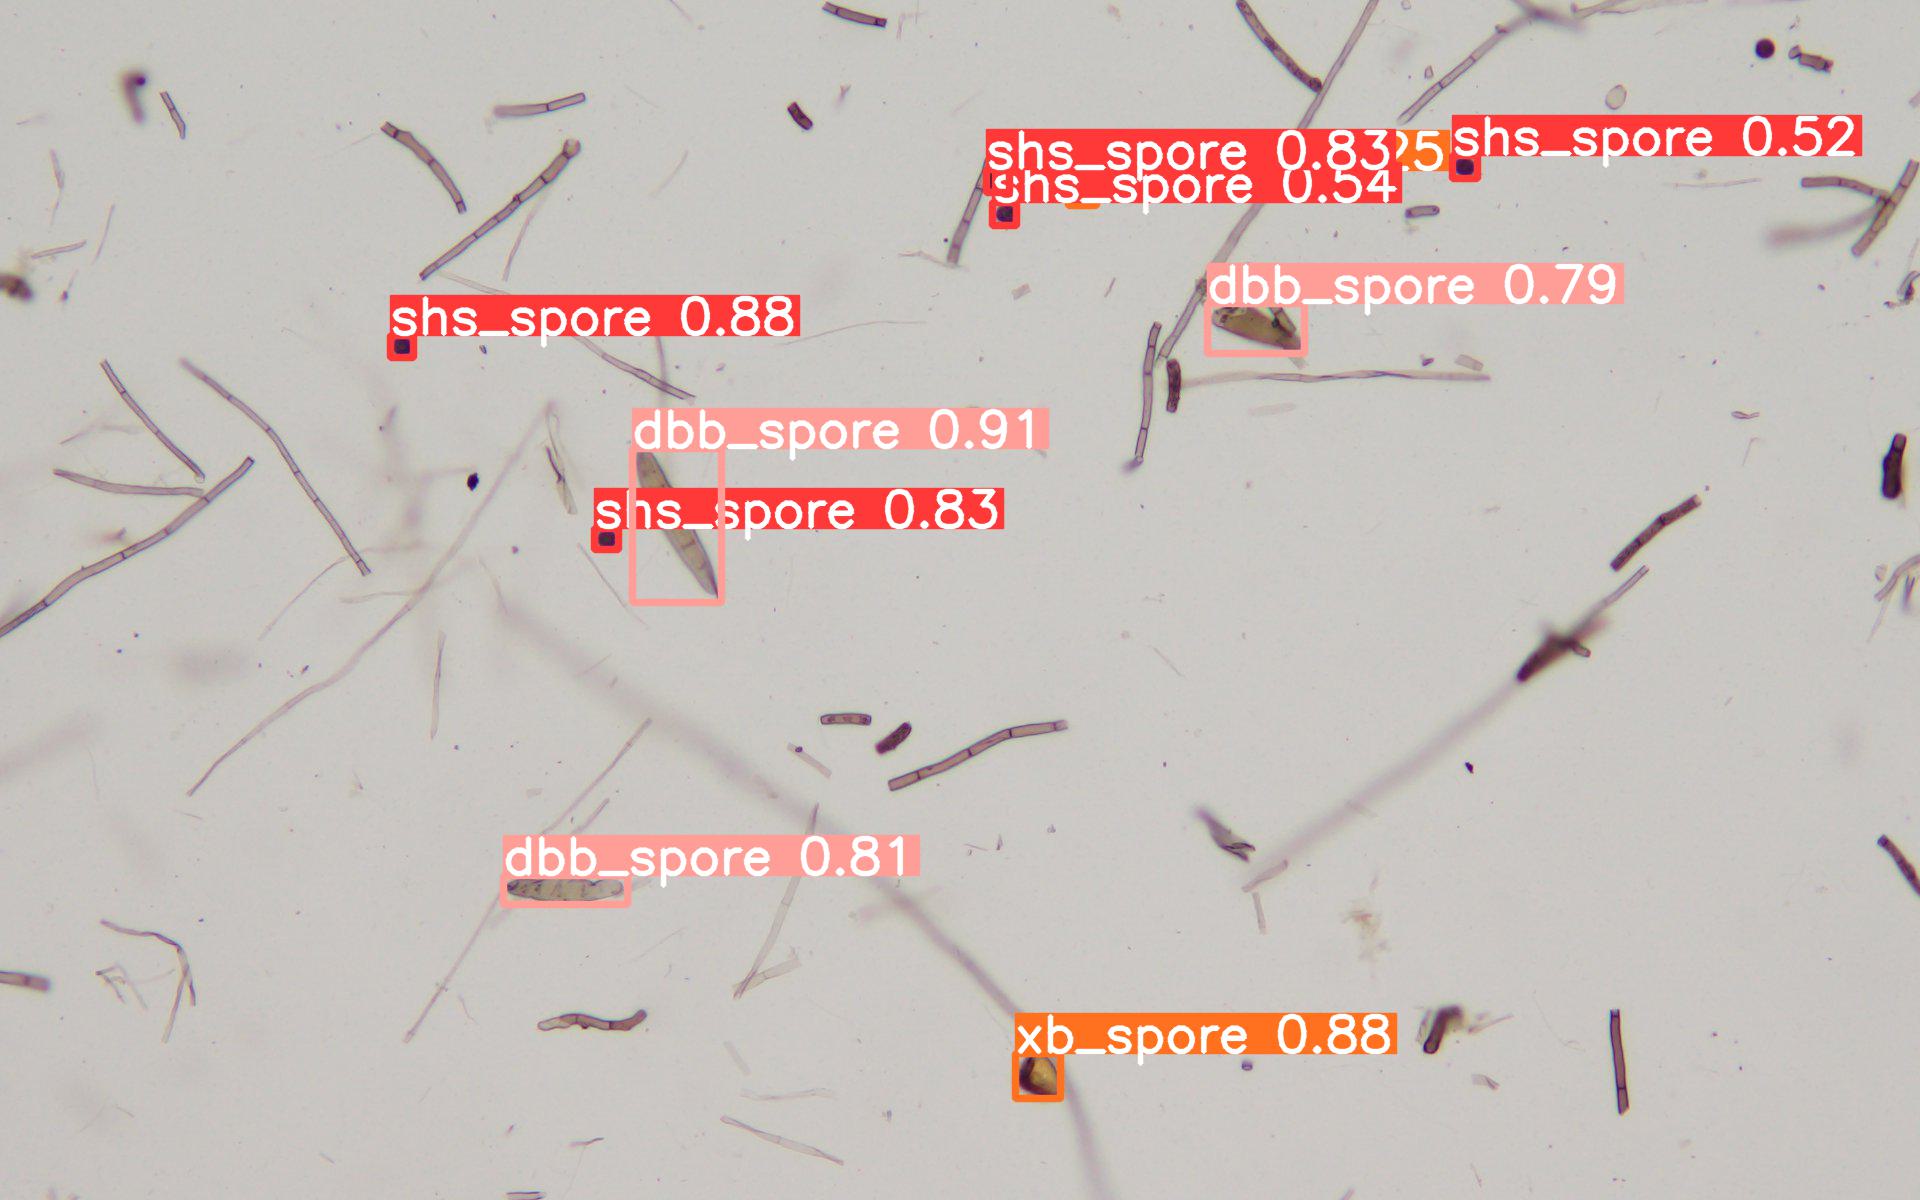 shs_spore 0.52
shs_spore 0.83
25
shs_spore 0.54
dbb_spore 0.79
shs_spore 0.88
dbb_spore 0.91
shs_spore 0.83
dbb_spore 0.81
xb_spore 0.88